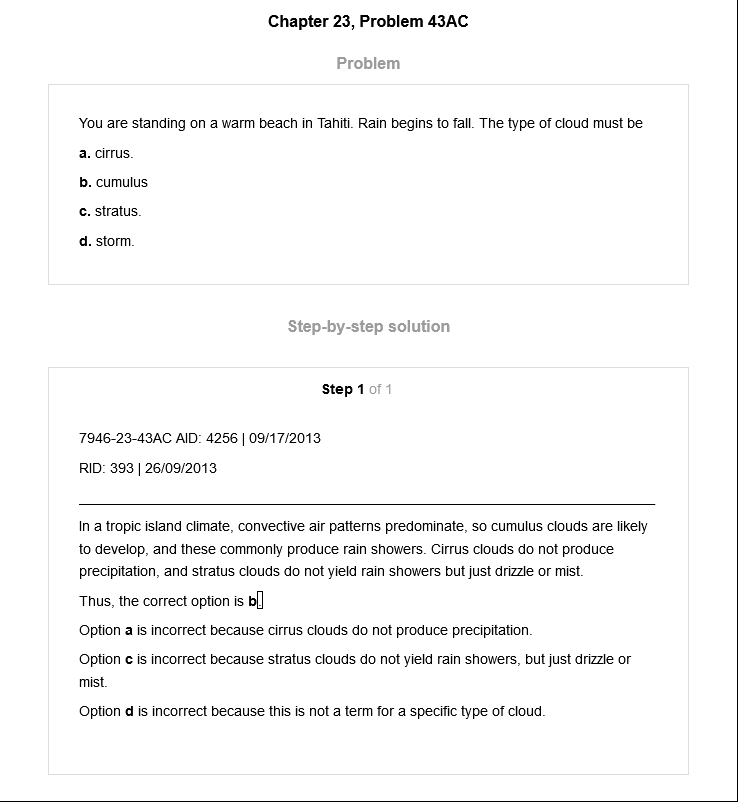 Chapter 23, Problem 43AC
Problem
You are standing on a warm beach in Tahiti. Rain begins to fall. The type of cloud must be
a. cirrus.
b. cumulus
c. stratus.
d. storm.
Step-by-step solution
Step 1 of 1
7946-23-43AC AID: 4256 | 09/17/2013
RID: 393 | 26/09/2013
In a tropic island climate, convective air patterns predominate, so cumulus clouds are likely
to develop, and these commonly produce rain showers. Cirrus clouds do not produce
precipitation, and stratus clouds do not yield rain showers but just drizzle or mist.
Thus, the correct option is b.
Option a is incorrect because cirrus clouds do not produce precipitation.
Option c is incorrect because stratus clouds do not yield rain showers, but just drizzle or
mist.
Option d is incorrect because this is not a term for a specific type of cloud.